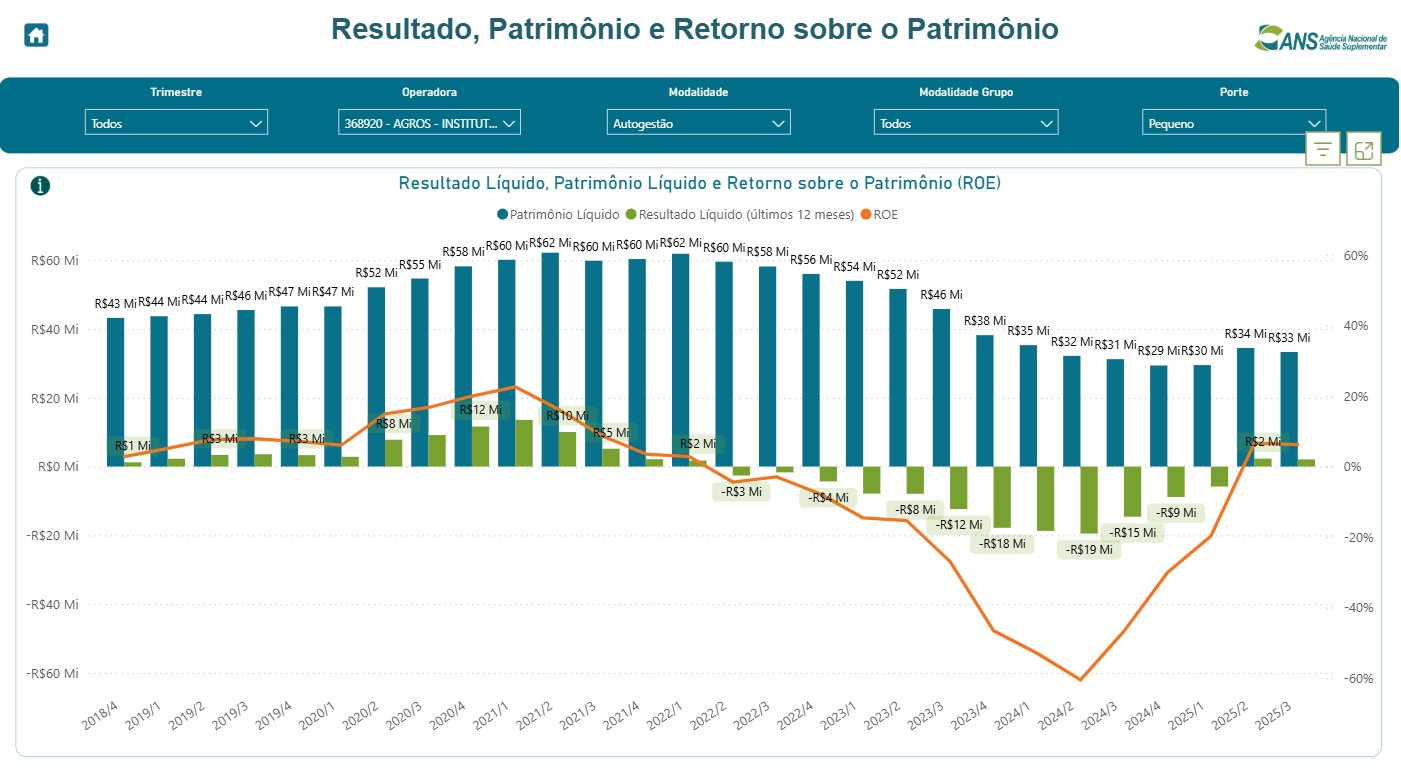 Resultado, Patrimônio e Retorno sobre o Patrimônio
ANS Agência Nacional de Saúde Suplementar
Trimestre Operadora Modalidade Modalidade Grupo Porte
Todos 368920 - AGROS - INSTITUT... Autogestão Todos Pequeno
Resultado Líquido, Patrimônio Líquido e Retorno sobre o Patrimônio (ROE)
Patrimônio Líquido Resultado Líquido (últimos 12 meses) ROE
R$43 Mi R$44 Mi R$44 Mi R$46 Mi R$47 Mi R$47 Mi R$52 Mi R$55 Mi R$58 Mi R$60 Mi R$62 Mi R$60 Mi R$60 Mi R$62 Mi R$60 Mi R$58 Mi R$56 Mi R$54 Mi R$52 Mi R$46 Mi R$38 Mi R$35 Mi R$32 Mi R$31 Mi R$29 Mi R$30 Mi R$34 Mi R$33 Mi
R$1 Mi R$3 Mi R$3 Mi R$8 Mi R$12 Mi R$10 Mi R$5 Mi R$2 Mi -R$3 Mi -R$4 Mi -R$8 Mi -R$12 Mi -R$18 Mi -R$19 Mi -R$15 Mi -R$9 Mi R$2 Mi
R$60 Mi
R$40 Mi
R$20 Mi
R$0 Mi
-R$20 Mi
-R$40 Mi
-R$60 Mi
60%
40%
20%
0%
-20%
-40%
-60%
2018/4 2019/1 2019/2 2019/3 2019/4 2020/1 2020/2 2020/3 2020/4 2021/1 2021/2 2021/3 2021/4 2022/1 2022/2 2022/3 2022/4 2023/1 2023/2 2023/3 2023/4 2024/1 2024/2 2024/3 2024/4 2025/1 2025/2 2025/3